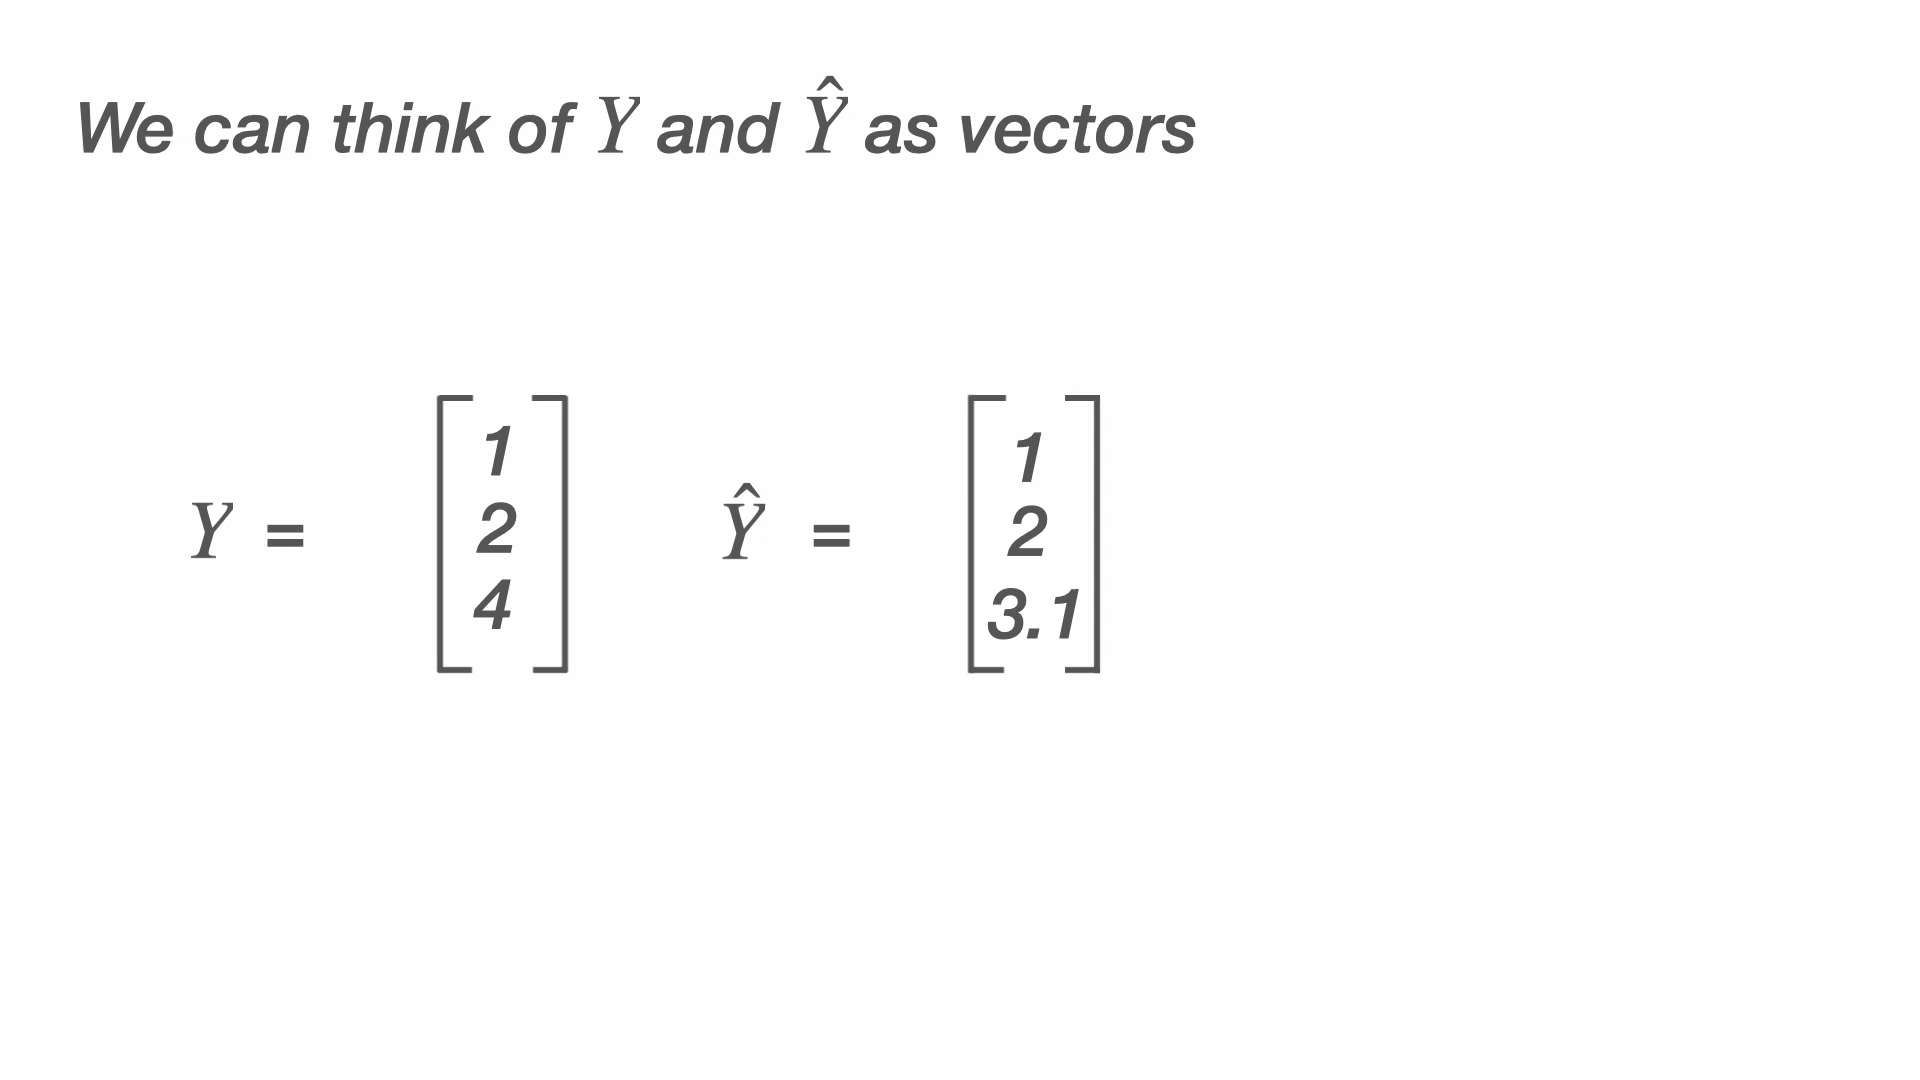 We can think of Y and Ŷ as vectors
Y = [1 2 4]
Ŷ = [1 2 3.1]